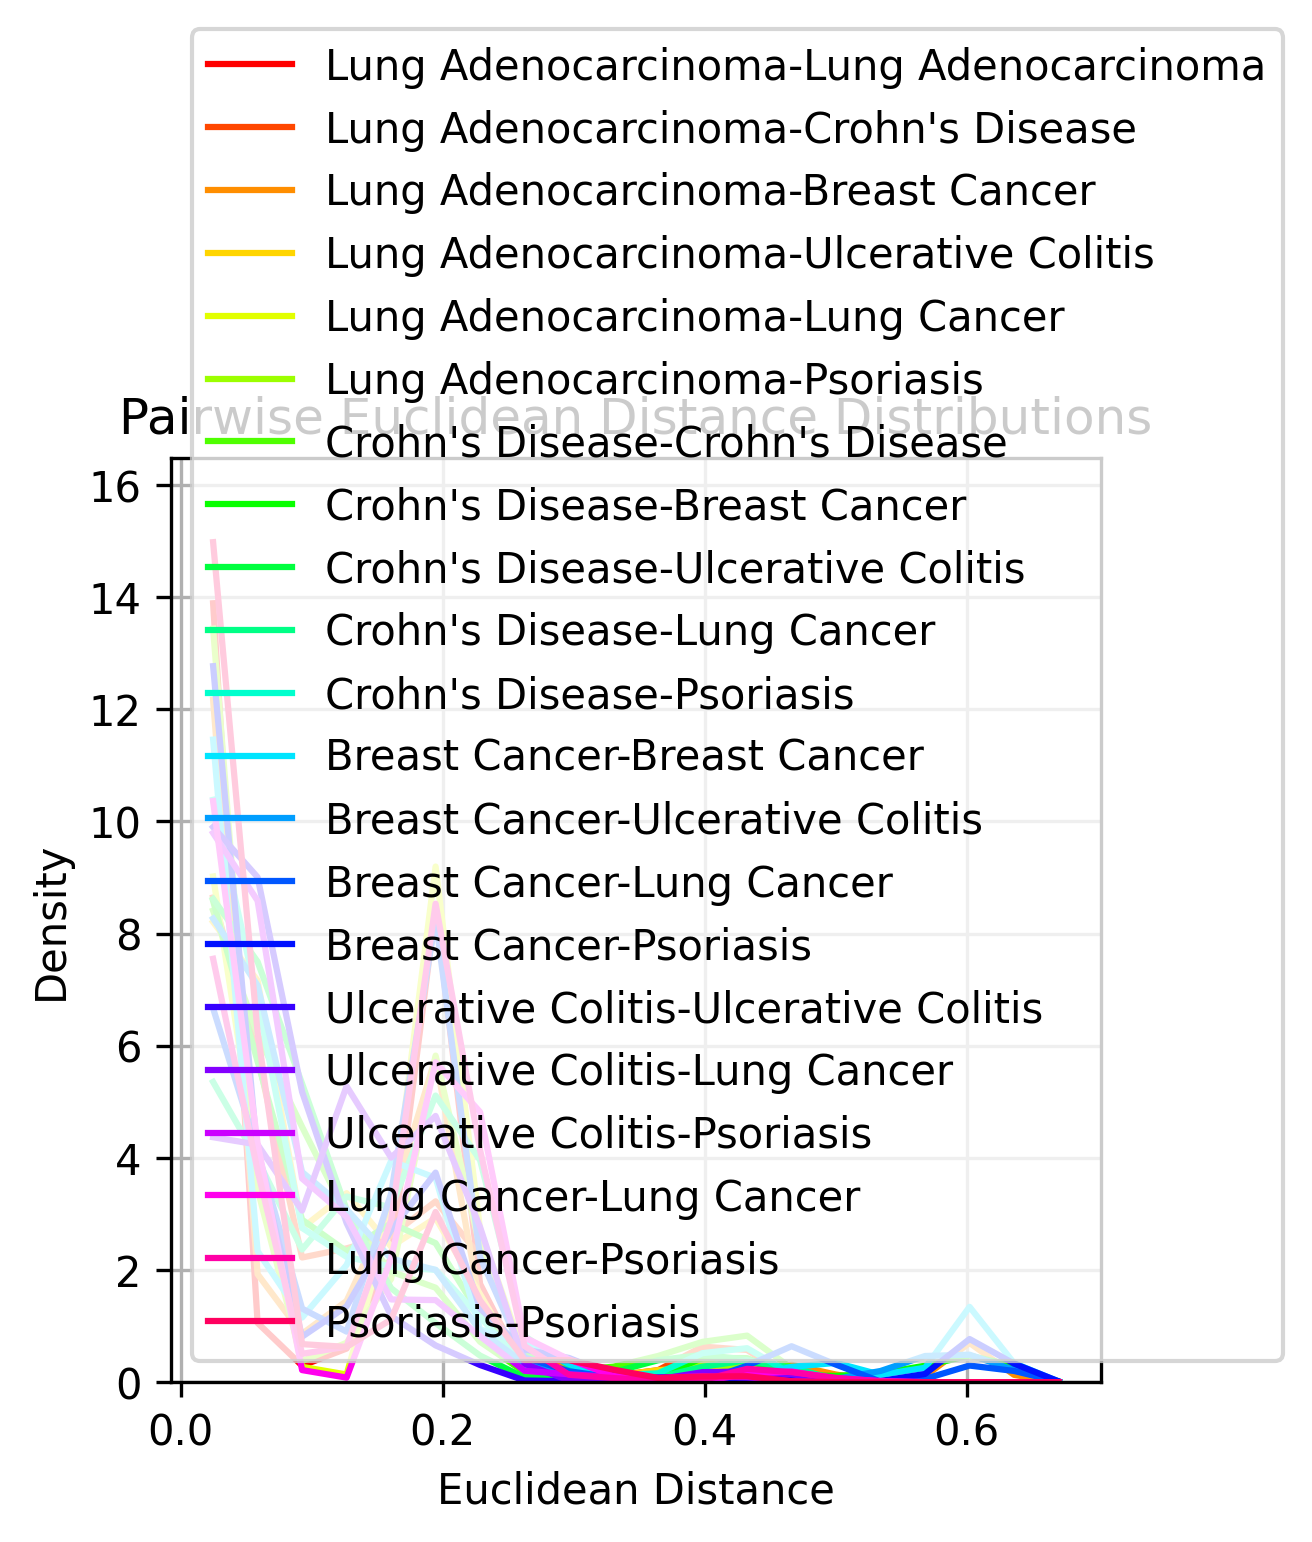 Lung Adenocarcinoma-Lung Adenocarcinoma
Lung Adenocarcinoma-Crohn's Disease
Lung Adenocarcinoma-Breast Cancer
Lung Adenocarcinoma-Ulcerative Colitis
Lung Adenocarcinoma-Lung Cancer
Lung Adenocarcinoma-Psoriasis
Pairwise Euclidean Distance Distributions
Crohn's Disease-Crohn's Disease
Crohn's Disease-Breast Cancer
Crohn's Disease-Ulcerative Colitis
Crohn's Disease-Lung Cancer
Crohn's Disease-Psoriasis
Breast Cancer-Breast Cancer
Breast Cancer-Ulcerative Colitis
Breast Cancer-Lung Cancer
Breast Cancer-Psoriasis
Ulcerative Colitis-Ulcerative Colitis
Ulcerative Colitis-Lung Cancer
Ulcerative Colitis-Psoriasis
Lung Cancer-Lung Cancer
Lung Cancer-Psoriasis
Psoriasis-Psoriasis
Density
16
14
12
10
8
6
4
2
0
0.0 0.2 0.4 0.6
Euclidean Distance